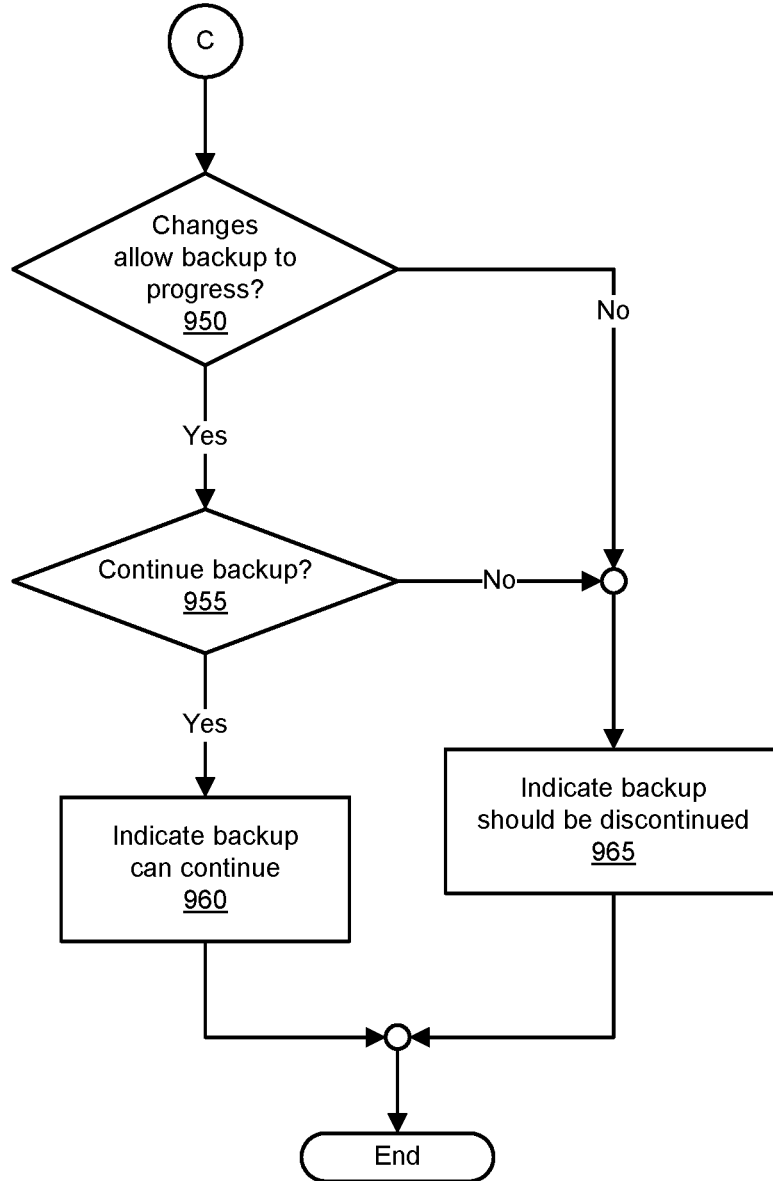 C
Changes
allow backup to
progress?
950
No
Yes
Continue backup?
955
No
Yes
Indicate backup
can continue
960
Indicate backup
should be discontinued
965
End